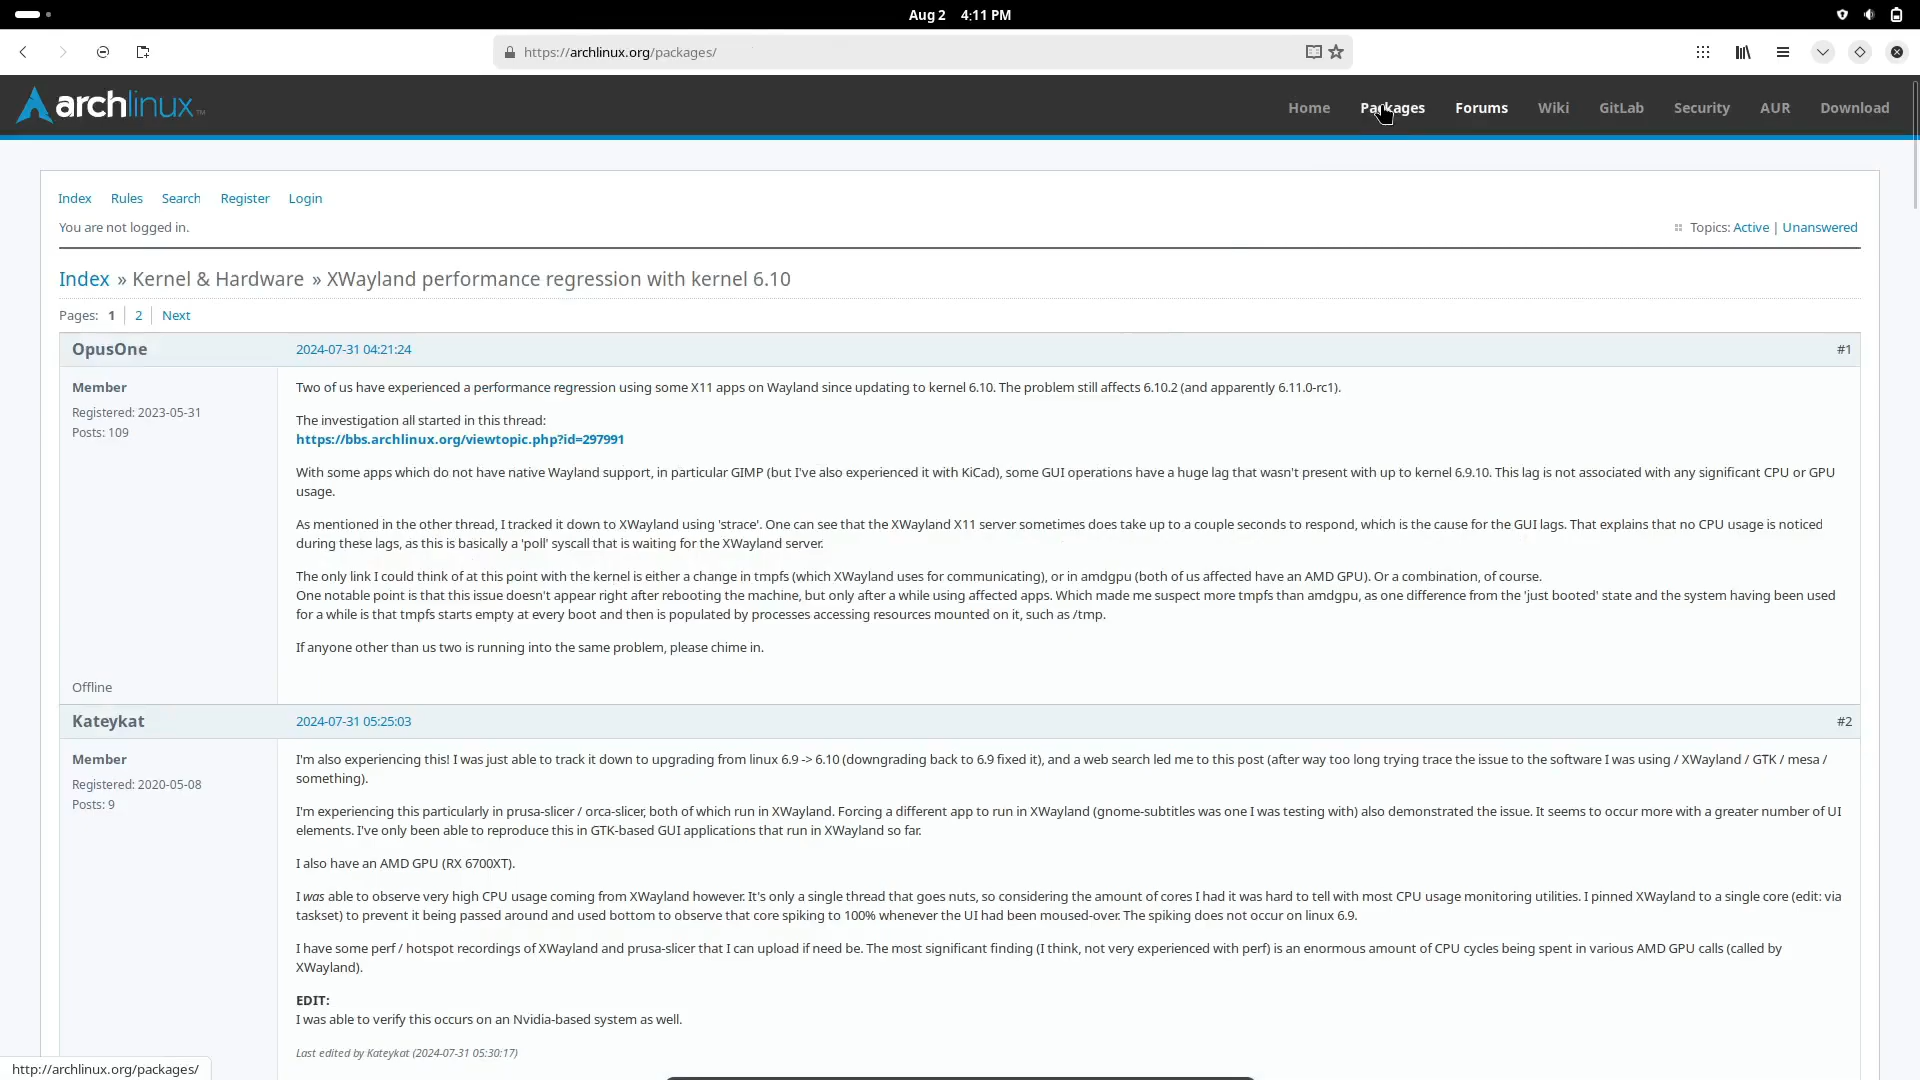 Aug 2 4:11 PM
https://archlinux.org/packages/
archlinux™
Home Packages Forums Wiki GitLab Security AUR Download
Index Rules Search Register Login
You are not logged in.
Topics: Active | Unanswered
Index » Kernel & Hardware » XWayland performance regression with kernel 6.10
Pages: 1 2 Next
OpusOne 2024-07-31 04:21:24 #1
Member
Registered: 2023-05-31
Posts: 109
Two of us have experienced a performance regression using some X11 apps on Wayland since updating to kernel 6.10. The problem still affects 6.10.2 (and apparently 6.11.0-rc1).
The investigation all started in this thread:
https://bbs.archlinux.org/viewtopic.php?id=297991
With some apps which do not have native Wayland support, in particular GIMP (but I've also experienced it with KiCad), some GUI operations have a huge lag that wasn't present with up to kernel 6.9.10. This lag is not associated with any significant CPU or GPU
usage.
As mentioned in the other thread, I tracked it down to XWayland using 'strace'. One can see that the XWayland X11 server sometimes does take up to a couple seconds to respond, which is the cause for the GUI lags. That explains that no CPU usage is noticed
during these lags, as this is basically a 'poll' syscall that is waiting for the XWayland server.
The only link I could think of at this point with the kernel is either a change in tmpfs (which XWayland uses for communicating), or in amdgpu (both of us affected have an AMD GPU). Or a combination, of course.
One notable point is that this issue doesn't appear right after rebooting the machine, but only after a while using affected apps. Which made me suspect more tmpfs than amdgpu, as one difference from the 'just booted' state and the system having been used
for a while is that tmpfs starts empty at every boot and then is populated by processes accessing resources mounted on it, such as /tmp.
If anyone other than us two is running into the same problem, please chime in.
Offline
Kateykat 2024-07-31 05:25:03 #2
Member
Registered: 2020-05-08
Posts: 9
I'm also experiencing this! I was just able to track it down to upgrading from linux 6.9 -> 6.10 (downgrading back to 6.9 fixed it), and a web search led me to this post (after way too long trying trace the issue to the software I was using / XWayland / GTK / mesa /
something).
I'm experiencing this particularly in prusa-slicer / orca-slicer, both of which run in XWayland. Forcing a different app to run in XWayland (gnome-subtitles was one I was testing with) also demonstrated the issue. It seems to occur more with a greater number of UI
elements. I've only been able to reproduce this in GTK-based GUI applications that run in XWayland so far.
I also have an AMD GPU (RX 6700XT).
I was able to observe very high CPU usage coming from XWayland however. It's only a single thread that goes nuts, so considering the amount of cores I had it was hard to tell with most CPU usage monitoring utilities. I pinned XWayland to a single core (edit: via
taskset) to prevent it being passed around and used bottom to observe that core spiking to 100% whenever the UI had been moused-over. The spiking does not occur on linux 6.9.
I have some perf / hotspot recordings of XWayland and prusa-slicer that I can upload if need be. The most significant finding (I think, not very experienced with perf) is an enormous amount of CPU cycles being spent in various AMD GPU calls (called by
XWayland).
EDIT:
I was able to verify this occurs on an Nvidia-based system as well.
Last edited by Kateykat (2024-07-31 05:30:17)
http://archlinux.org/packages/